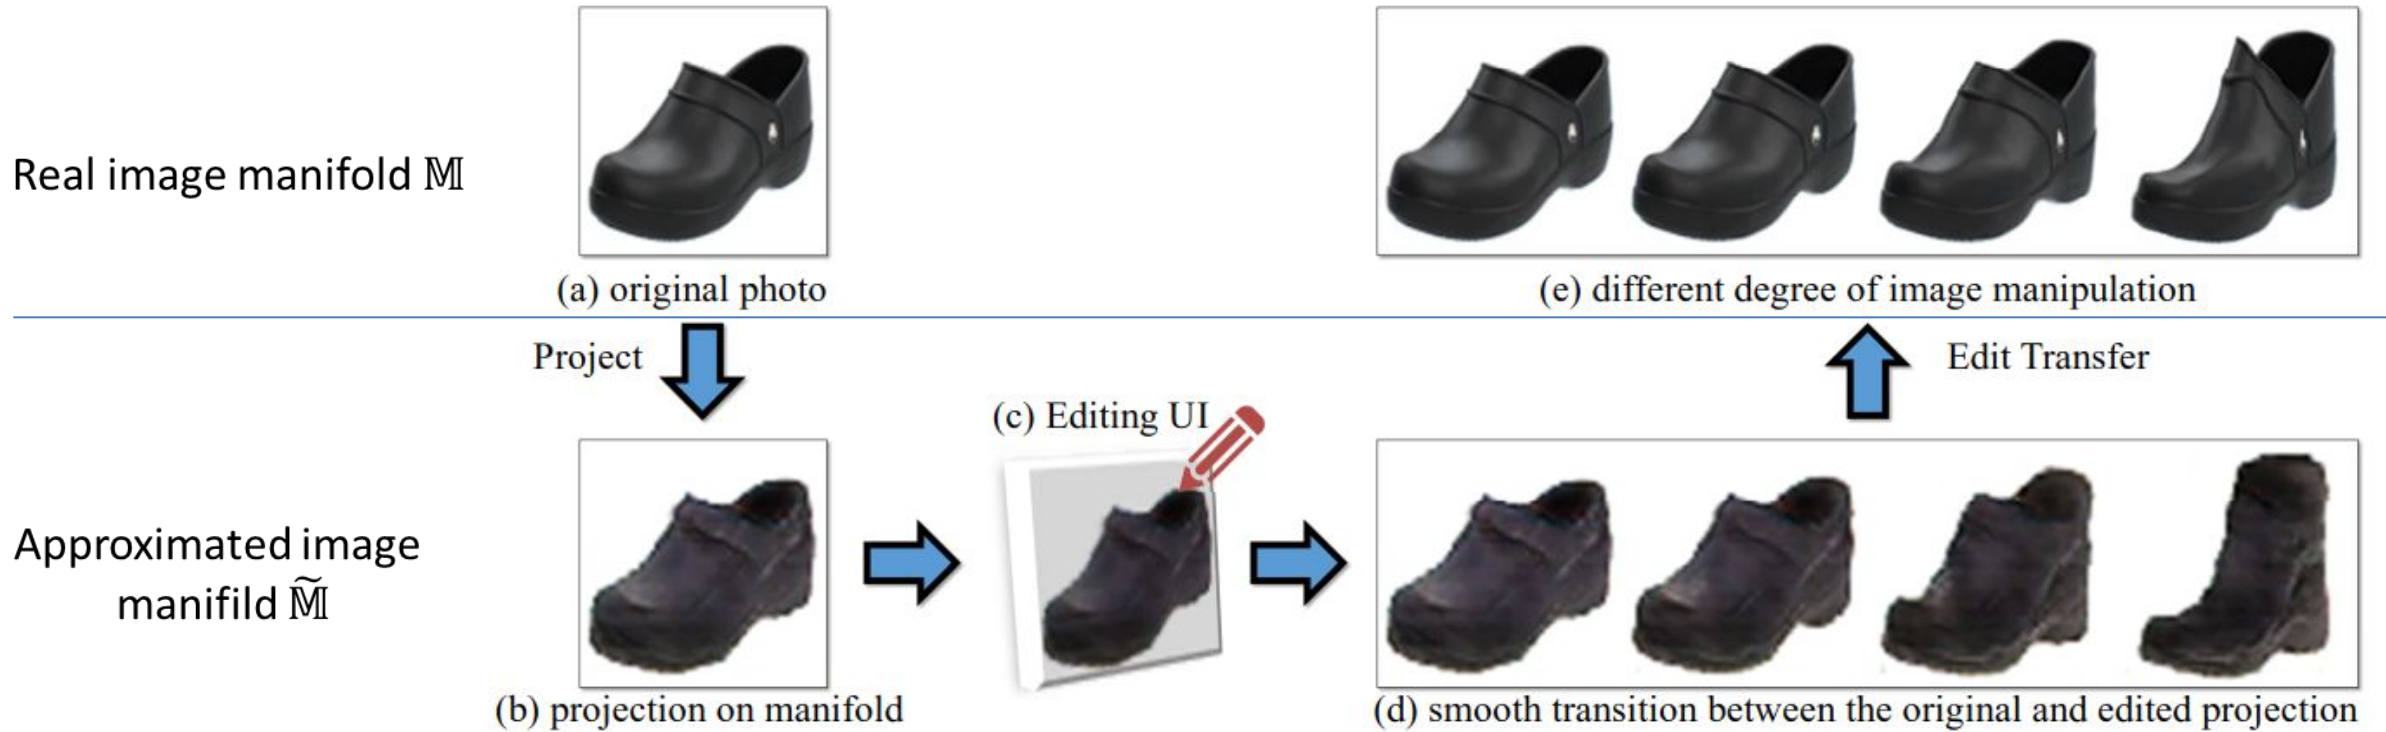 Real image manifold 𝕄
(a) original photo
(e) different degree of image manipulation
Project
Edit Transfer
(c) Editing UI
Approximated image
manifild 𝕄̃
(b) projection on manifold
(d) smooth transition between the original and edited projection